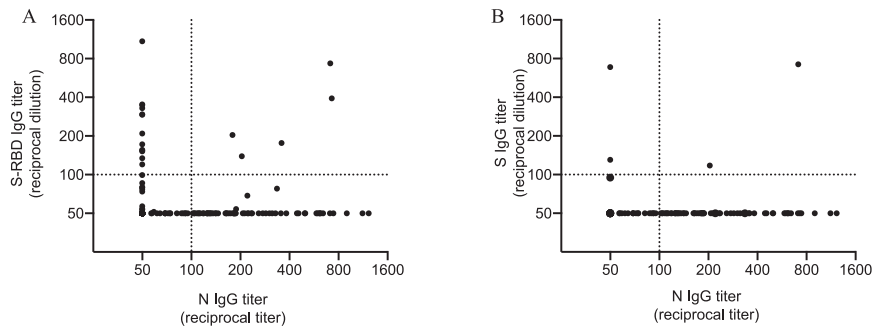 A
1600
800
400
200
100
50
S-RBD IgG titer
(reciprocal dilution)
50 100 200 400 800 1600
N IgG titer
(reciprocal titer)
B
1600
800
400
200
100
50
S IgG titer
(reciprocal dilution)
50 100 200 400 800 1600
N IgG titer
(reciprocal titer)